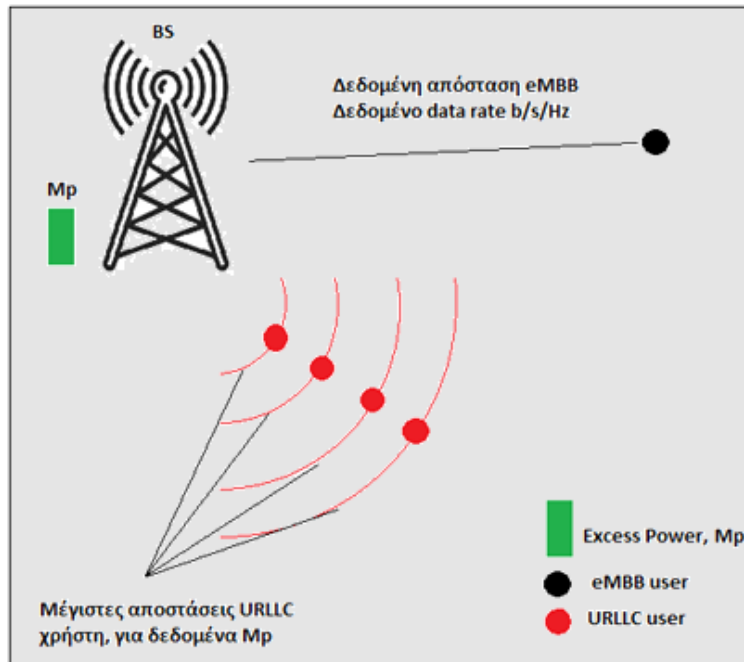 BS
Δεδομένη απόσταση eMBB
Δεδομένο data rate b/s/Hz
Mp
Excess Power, Mp
eMBB user
URLLC user
Μέγιστες αποστάσεις URLLC
χρήστη, για δεδομένα Mp